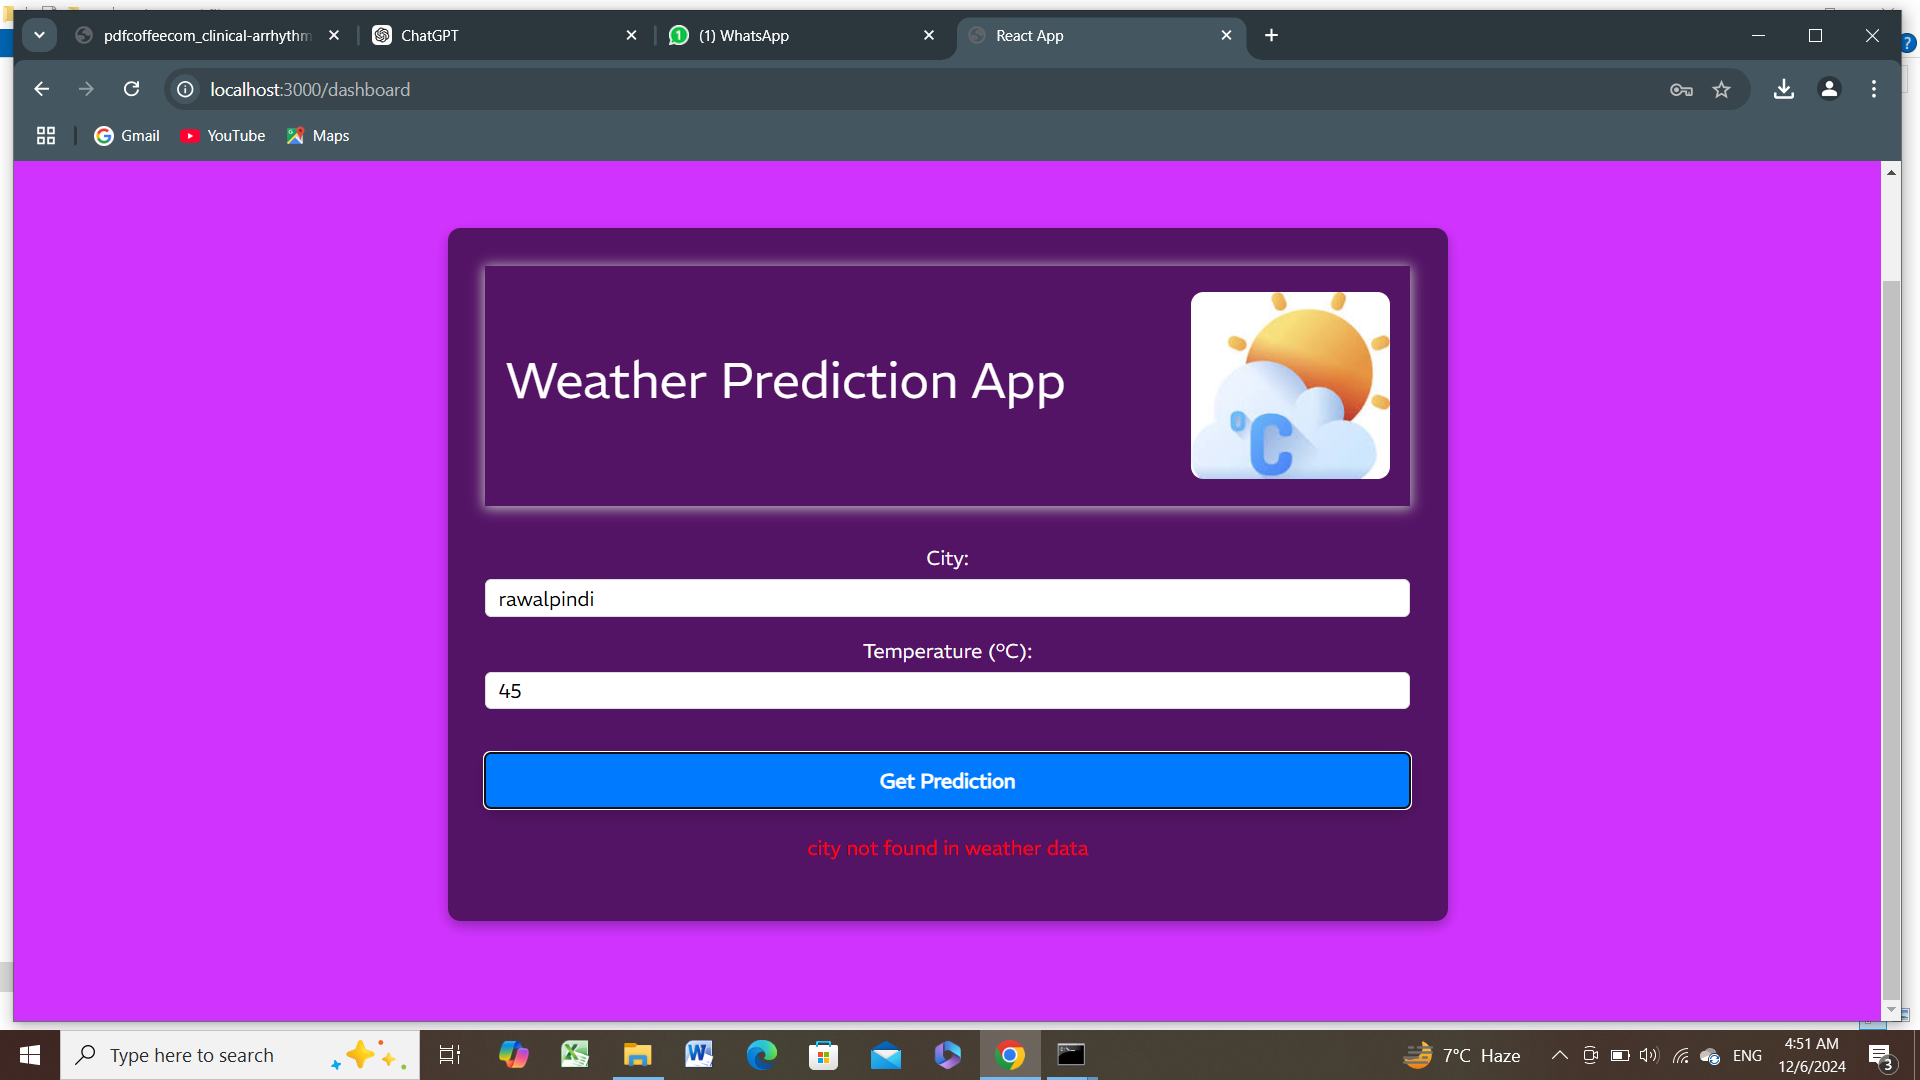 pdfcoffeecom_clinical-arrhythm
ChatGPT
(1) WhatsApp
React App
localhost:3000/dashboard
Gmail
YouTube
Maps
Weather Prediction App
°C
City:
rawalpindi
Temperature (°C):
45
Get Prediction
city not found in weather data
Type here to search
7°C Haze
ENG
4:51 AM
12/6/2024
3